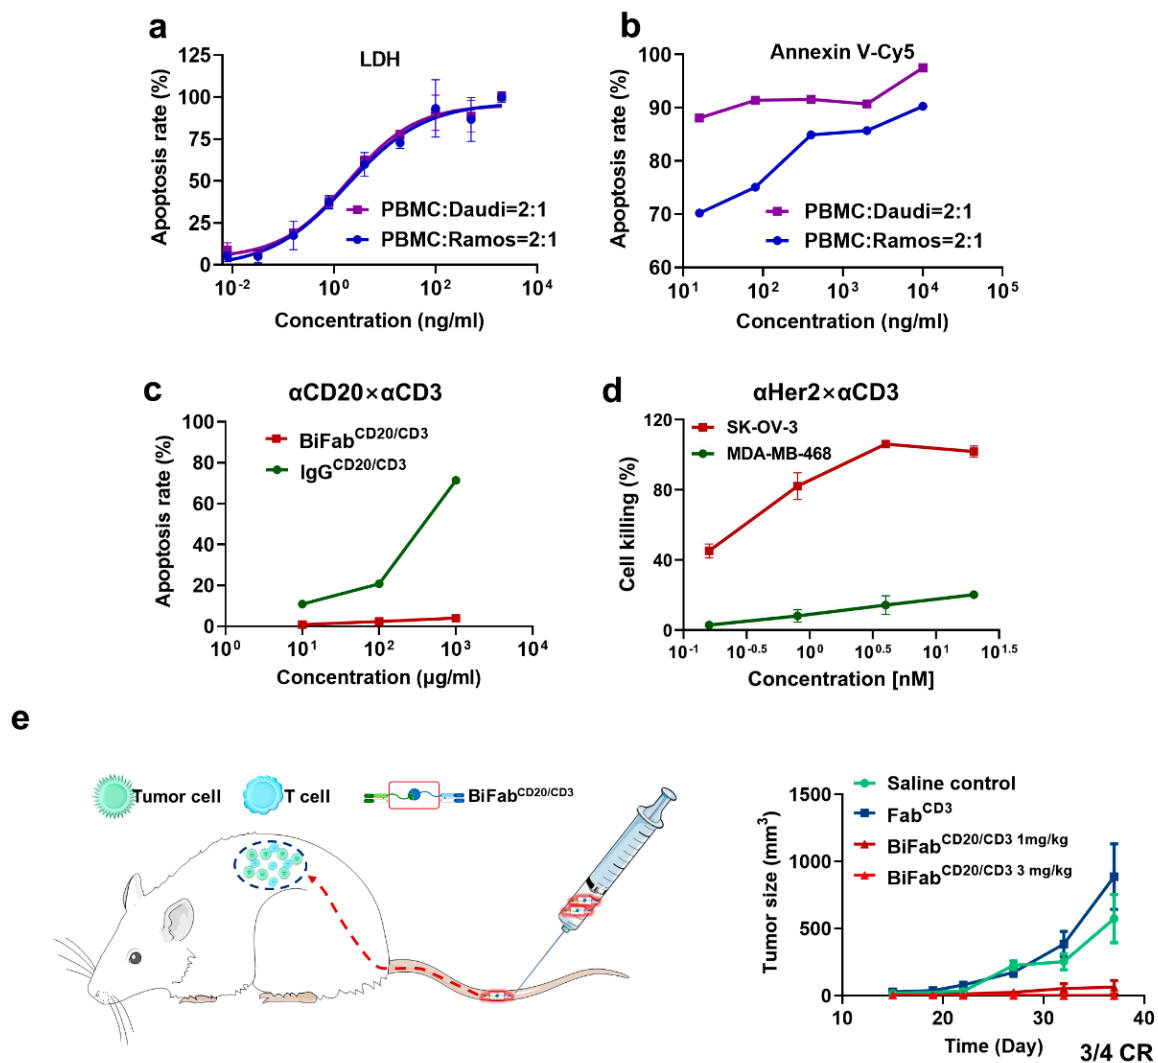 a
LDH
Apoptosis rate (%)
125
100
75
50
25
0
PBMC:Daudi=2:1
PBMC:Ramos=2:1
10⁻² 10⁰ 10² 10⁴
Concentration (ng/ml)
b
Annexin V-Cy5
Apoptosis rate (%)
100
90
80
70
60
PBMC:Daudi=2:1
PBMC:Ramos=2:1
10¹ 10² 10³ 10⁴ 10⁵
Concentration (ng/ml)
c
αCD20×αCD3
Apoptosis rate (%)
100
80
60
40
20
0
BiFabᶜᴰ²⁰/ᶜᴰ³
IgGᶜᴰ²⁰/ᶜᴰ³
10⁰ 10¹ 10² 10³ 10⁴
Concentration (µg/ml)
d
αHer2×αCD3
Cell killing (%)
120
80
40
0
SK-OV-3
MDA-MB-468
10⁻¹ 10⁻⁰·⁵ 10⁰ 10⁰·⁵ 10¹ 10¹·⁵
Concentration [nM]
e
Tumor cell
T cell
BiFabᶜᴰ²⁰/ᶜᴰ³
Saline control
Fabᶜᴰ³
BiFabᶜᴰ²⁰/ᶜᴰ³ ¹ᵐᵍ/ᵏᵍ
BiFabᶜᴰ²⁰/ᶜᴰ³ ³ ᵐᵍ/ᵏᵍ
Tumor size (mm³)
1500
1000
500
0
10 20 30 40
Time (Day)
3/4 CR